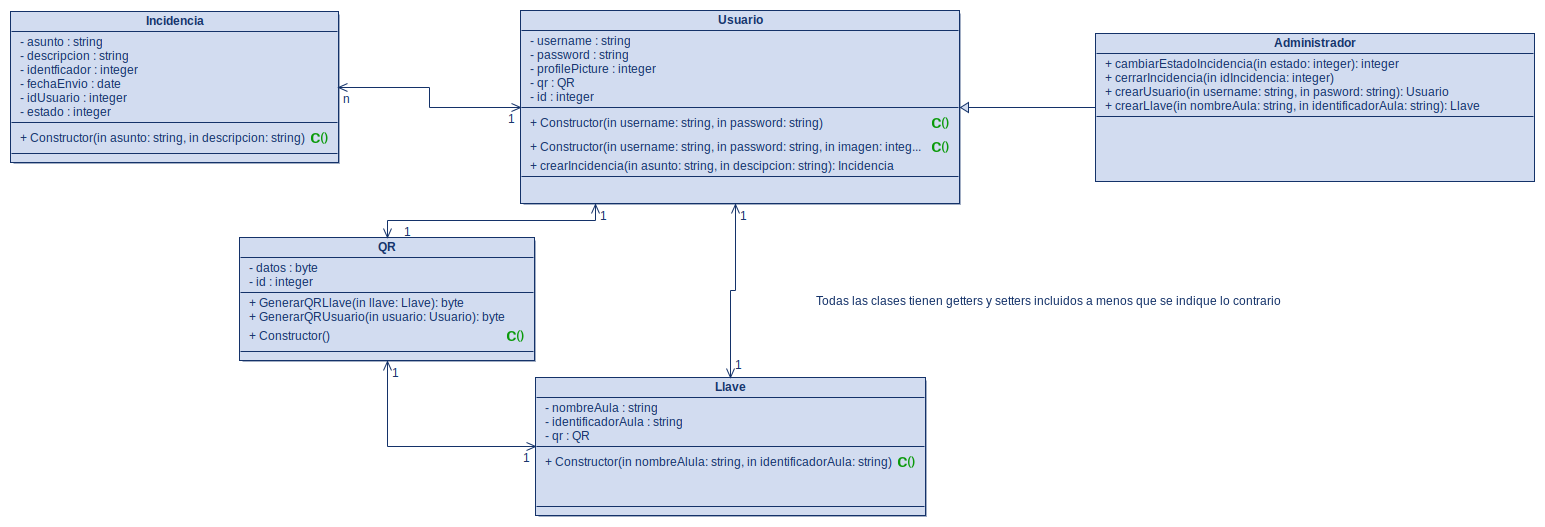 Incidencia
- asunto : string
- descripcion : string
- identficador : integer
- fechaEnvio : date
- idUsuario : integer
- estado : integer
+ Constructor(in asunto: string, in descripcion: string) C()
n
1
Usuario
- username : string
- password : string
- profilePicture : integer
- qr : QR
- id : integer
+ Constructor(in username: string, in password: string) C()
+ Constructor(in username: string, in password: string, in imagen: integ... C()
+ crearIncidencia(in asunto: string, in descipcion: string): Incidencia
Administrador
+ cambiarEstadoIncidencia(in estado: integer): integer
+ cerrarIncidencia(in idIncidencia: integer)
+ crearUsuario(in username: string, in pasword: string): Usuario
+ crearLlave(in nombreAula: string, in identificadorAula: string): Llave
1
1
1
QR
- datos : byte
- id : integer
+ GenerarQRLlave(in llave: Llave): byte
+ GenerarQRUsuario(in usuario: Usuario): byte
+ Constructor() C()
Todas las clases tienen getters y setters incluidos a menos que se indique lo contrario
1
1
1
Llave
- nombreAula : string
- identificadorAula : string
- qr : QR
+ Constructor(in nombreAlula: string, in identificadorAula: string) C()